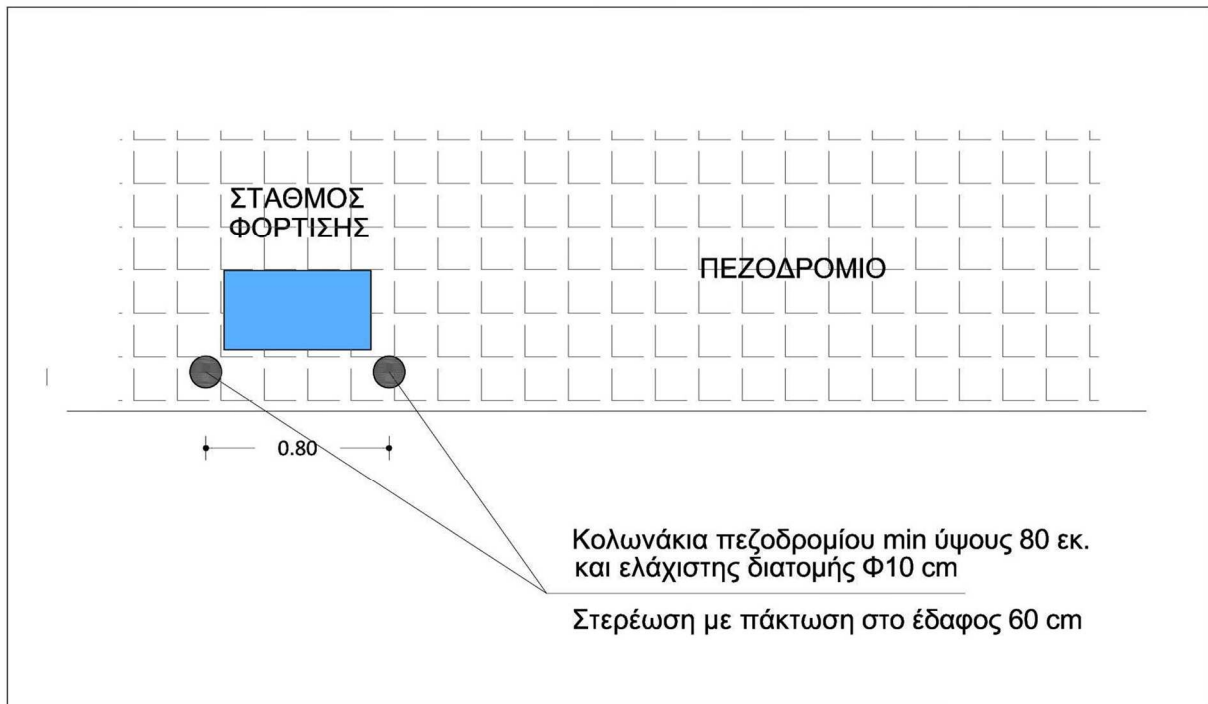 ΣΤΑΘΜΟΣ
ΦΟΡΤΙΣΗΣ
ΠΕΖΟΔΡΟΜΙΟ
0.80
Κολωνάκια πεζοδρομίου min ύψους 80 εκ.
και ελάχιστης διατομής Φ10 cm
Στερέωση με πάκτωση στο έδαφος 60 cm